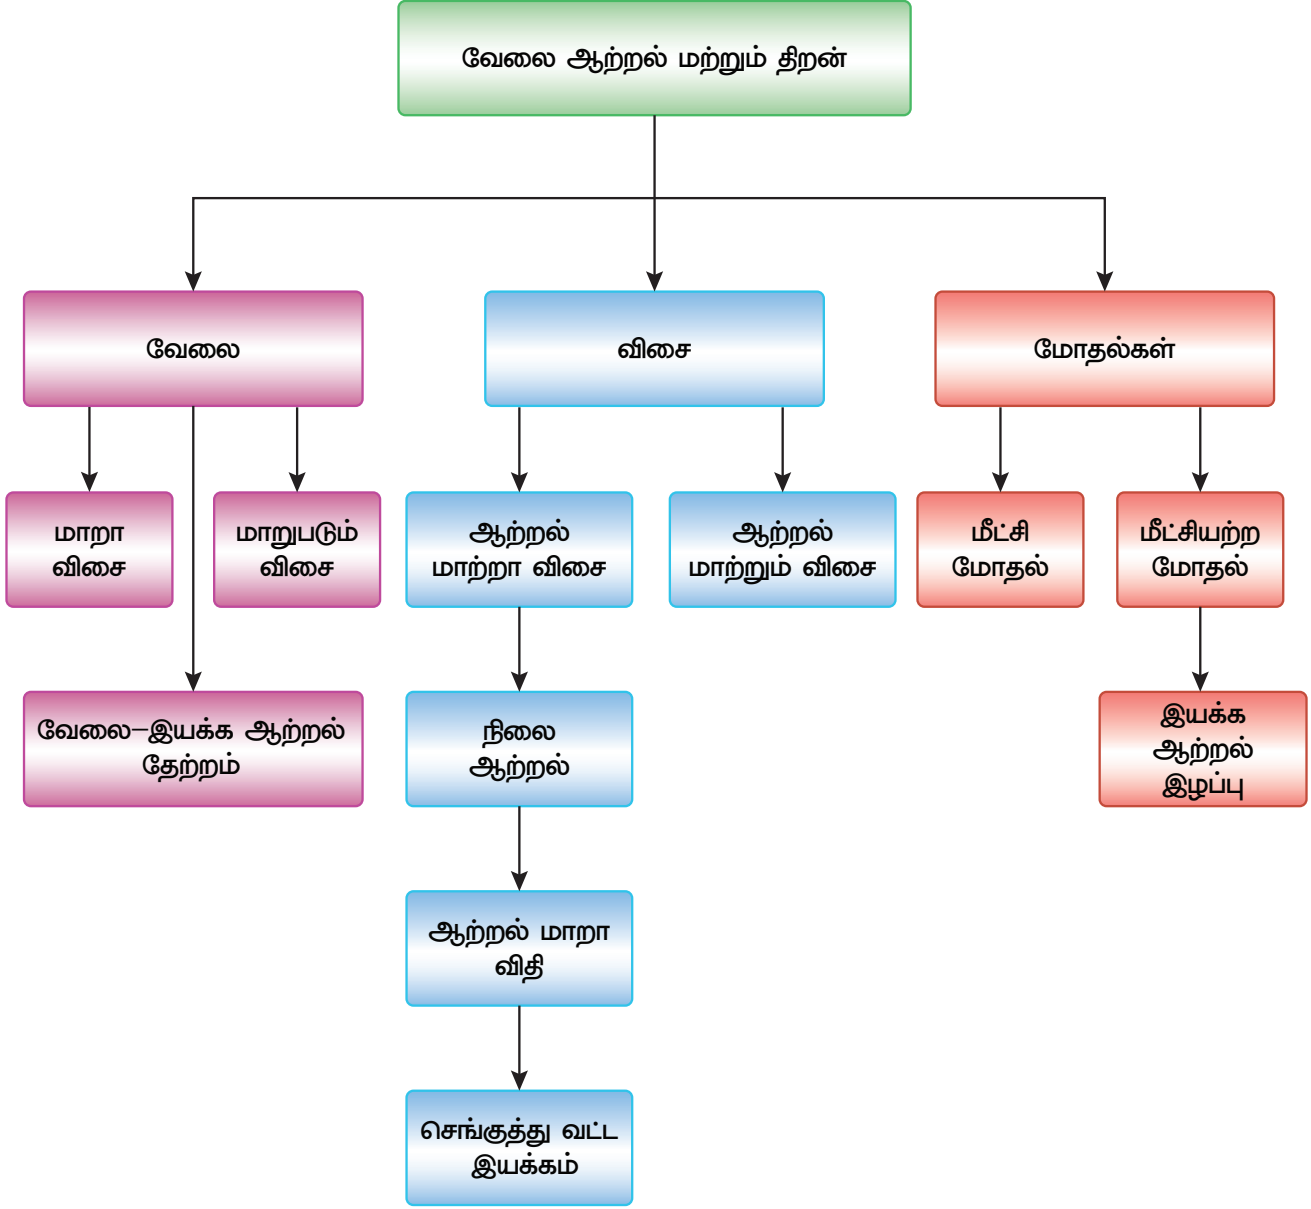 வேலை ஆற்றல் மற்றும் திறன்
வேலை
விசை
மோதல்கள்
மாறா
விசை
மாறுபடும்
விசை
ஆற்றல்
மாற்றா விசை
ஆற்றல்
மாற்றும் விசை
மீட்சி
மோதல்
மீட்சியற்ற
மோதல்
வேலை–இயக்க ஆற்றல்
தேற்றம்
நிலை
ஆற்றல்
இயக்க
ஆற்றல்
இழப்பு
ஆற்றல் மாறா
விதி
செங்குத்து வட்ட
இயக்கம்